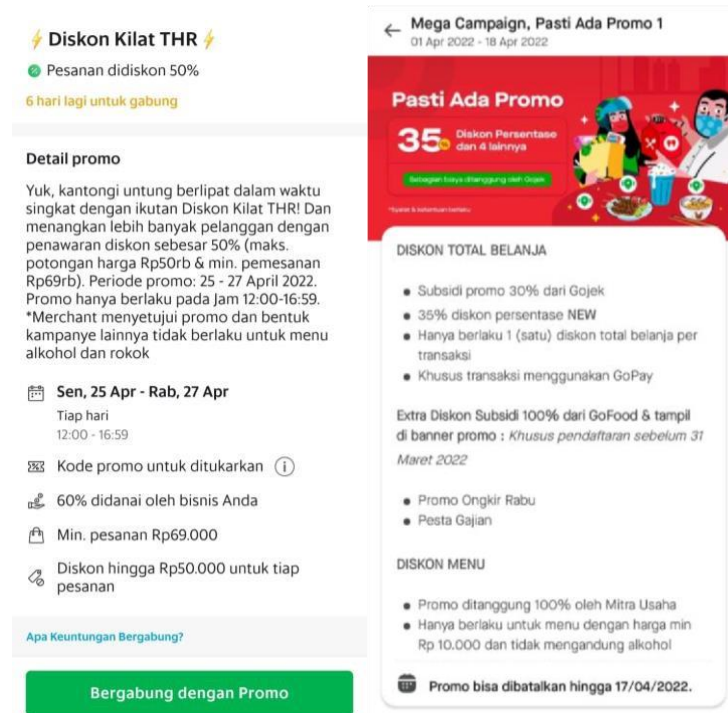 ⚡ Diskon Kilat THR ⚡
Pesanan didiskon 50%
6 hari lagi untuk gabung
Detail promo
Yuk, kantongi untung berlipat dalam waktu
singkat dengan ikutan Diskon Kilat THR! Dan
menangkan lebih banyak pelanggan dengan
penawaran diskon sebesar 50% (maks.
potongan harga Rp50rb & min. pemesanan
Rp69rb). Periode promo: 25 - 27 April 2022.
Promo hanya berlaku pada Jam 12:00-16:59.
*Merchant menyetujui promo dan bentuk
kampanye lainnya tidak berlaku untuk menu
alkohol dan rokok
Sen, 25 Apr - Rab, 27 Apr
Tiap hari
12:00 - 16:59
Kode promo untuk ditukarkan
60% didanai oleh bisnis Anda
Min. pesanan Rp69.000
Diskon hingga Rp50.000 untuk tiap
pesanan
Apa Keuntungan Bergabung?
Bergabung dengan Promo
Mega Campaign, Pasti Ada Promo 1
01 Apr 2022 - 18 Apr 2022
Pasti Ada Promo
35% Diskon Persentase
dan 4 lainnya
Sebagian biaya ditanggung oleh Gojek
*Syarat & ketentuan berlaku
DISKON TOTAL BELANJA
• Subsidi promo 30% dari Gojek
• 35% diskon persentase NEW
• Hanya berlaku 1 (satu) diskon total belanja per
transaksi
• Khusus transaksi menggunakan GoPay
Extra Diskon Subsidi 100% dari GoFood & tampil
di banner promo : Khusus pendaftaran sebelum 31
Maret 2022
• Promo Ongkir Rabu
• Pesta Gajian
DISKON MENU
• Promo ditanggung 100% oleh Mitra Usaha
• Hanya berlaku untuk menu dengan harga min
Rp 10.000 dan tidak mengandung alkohol
Promo bisa dibatalkan hingga 17/04/2022.